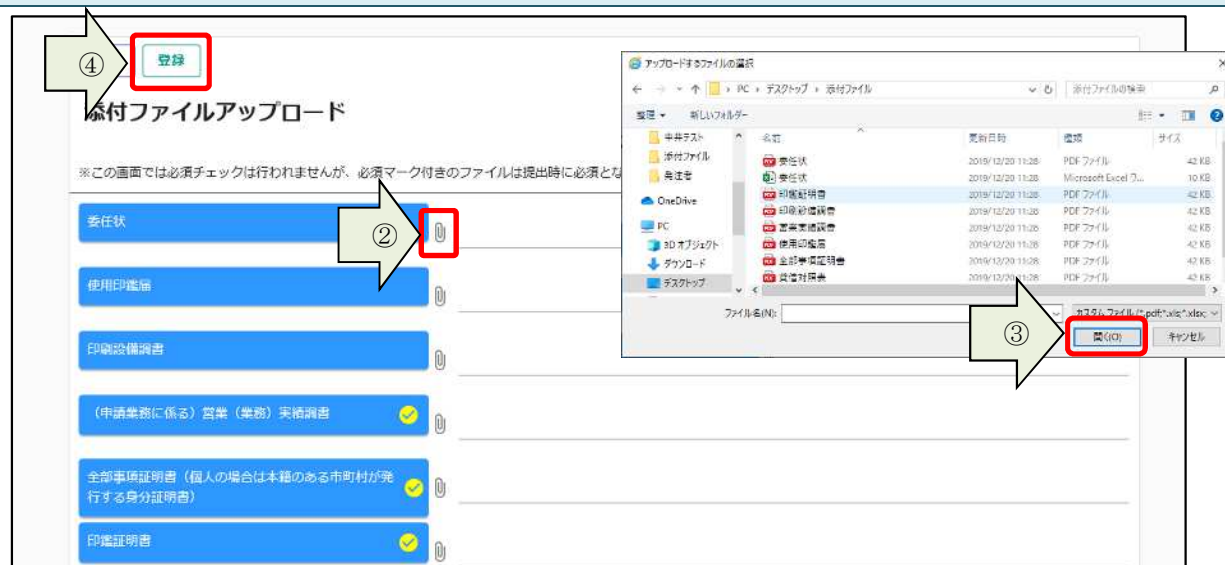 ④
登録
添付ファイルアップロード
※この画面では必須チェックは行われませんが、必須マーク付きのファイルは提出時に必須とな
委任状
②
使用印鑑届
印刷設備調書
(申請業務に係る)営業(業務)実績調書
全部事項証明書(個人の場合は本籍のある市町村が発
行する身分証明書)
印鑑証明書
アップロードするファイルの選択
PC › デスクトップ › 添付ファイル
添付ファイルの検索
整理 新しいフォルダー
中井テスト
添付ファイル
発注者
OneDrive
PC
3D オブジェクト
ダウンロード
デスクトップ
名前 更新日時 種類 サイズ
委任状 2019/12/20 11:28 PDF ファイル 42 KB
委任状 2019/12/20 11:28 Microsoft Excel ワ... 10 KB
印鑑証明書 2019/12/20 11:28 PDF ファイル 42 KB
印刷設備調書 2019/12/20 11:28 PDF ファイル 42 KB
営業実績調書 2019/12/20 11:28 PDF ファイル 42 KB
使用印鑑届 2019/12/20 11:28 PDF ファイル 42 KB
全部事項証明書 2019/12/20 11:28 PDF ファイル 42 KB
貸借対照表 2019/12/20 11:28 PDF ファイル 42 KB
ファイル名(N):
カスタム ファイル (*.pdf;*.xls;*.xlsx;
③
開く(O)
キャンセル